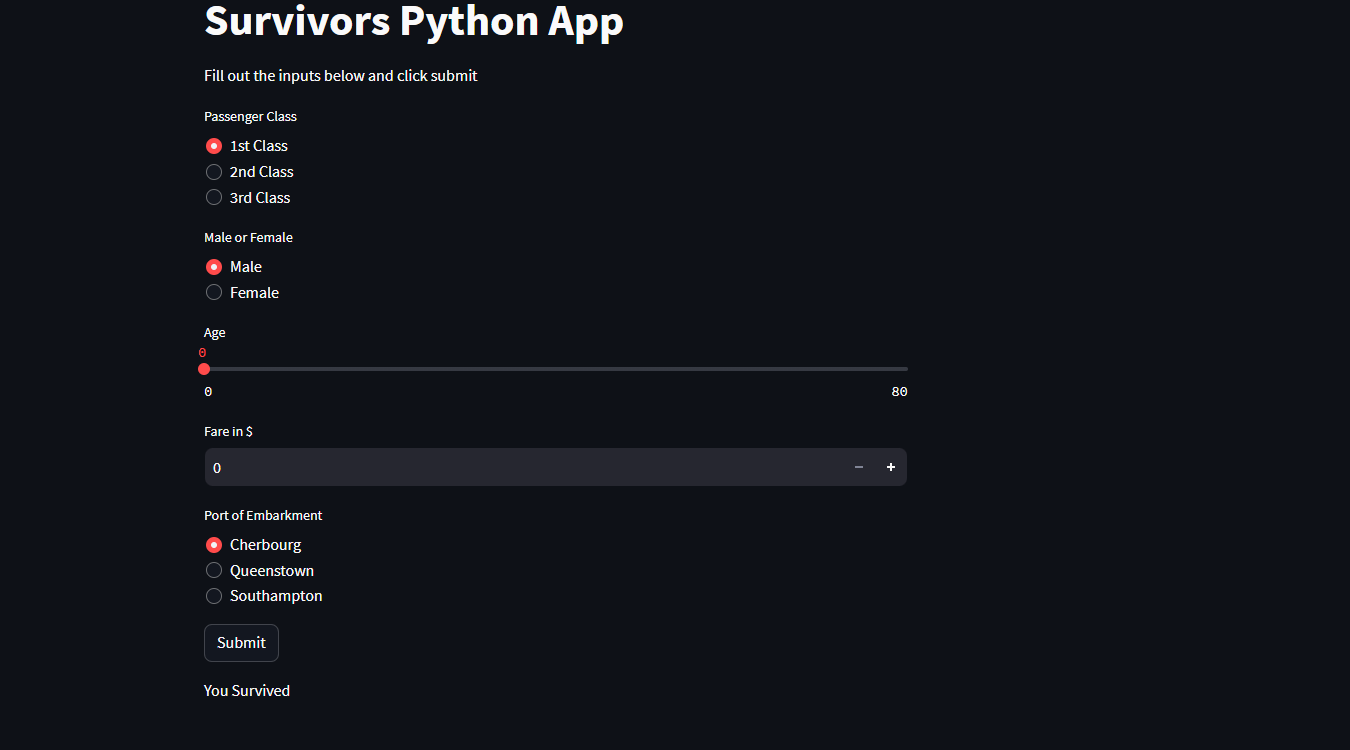 Survivors Python App
Fill out the inputs below and click submit
Passenger Class
1st Class
2nd Class
3rd Class
Male or Female
Male
Female
Age
0
0 80
Fare in $
0 − +
Port of Embarkment
Cherbourg
Queenstown
Southampton
Submit
You Survived